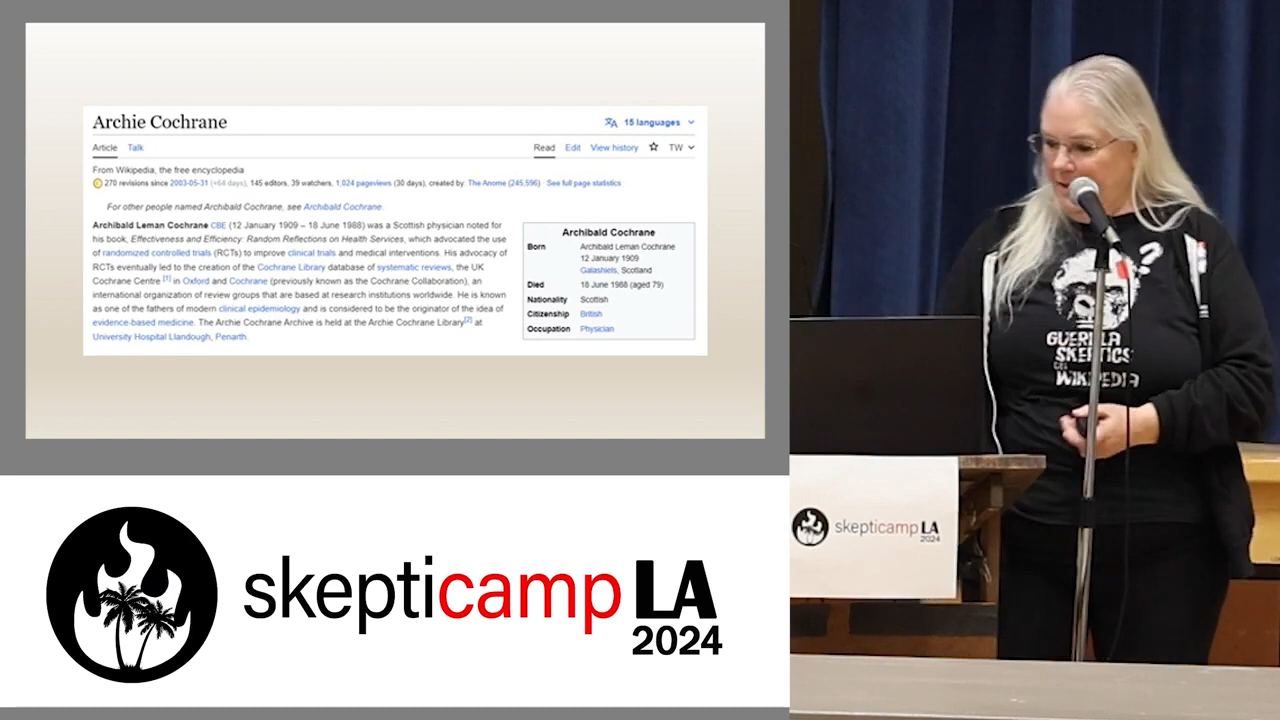 Archie Cochrane
15 languages
Article Talk
Read Edit View history TW
From Wikipedia, the free encyclopedia
270 revisions since 2003-05-31 (+64 days), 145 editors, 39 watchers, 1,024 pageviews (30 days), created by: The Anome (245,596) · See full page statistics
For other people named Archibald Cochrane, see Archibald Cochrane.
Archibald Leman Cochrane CBE (12 January 1909 – 18 June 1988) was a Scottish physician noted for
his book, Effectiveness and Efficiency: Random Reflections on Health Services, which advocated the use
of randomized controlled trials (RCTs) to improve clinical trials and medical interventions. His advocacy of
RCTs eventually led to the creation of the Cochrane Library database of systematic reviews, the UK
Cochrane Centre [1] in Oxford and Cochrane (previously known as the Cochrane Collaboration), an
international organization of review groups that are based at research institutions worldwide. He is known
as one of the fathers of modern clinical epidemiology and is considered to be the originator of the idea of
evidence-based medicine. The Archie Cochrane Archive is held at the Archie Cochrane Library[2] at
University Hospital Llandough, Penarth.
Archibald Cochrane
Born Archibald Leman Cochrane
12 January 1909
Galashiels, Scotland
Died 18 June 1988 (aged 79)
Nationality Scottish
Citizenship British
Occupation Physician
skepticamp LA
2024
?
GUERILLA
SKEPTICS
ON
WIKIPEDIA
skepticamp LA
2024